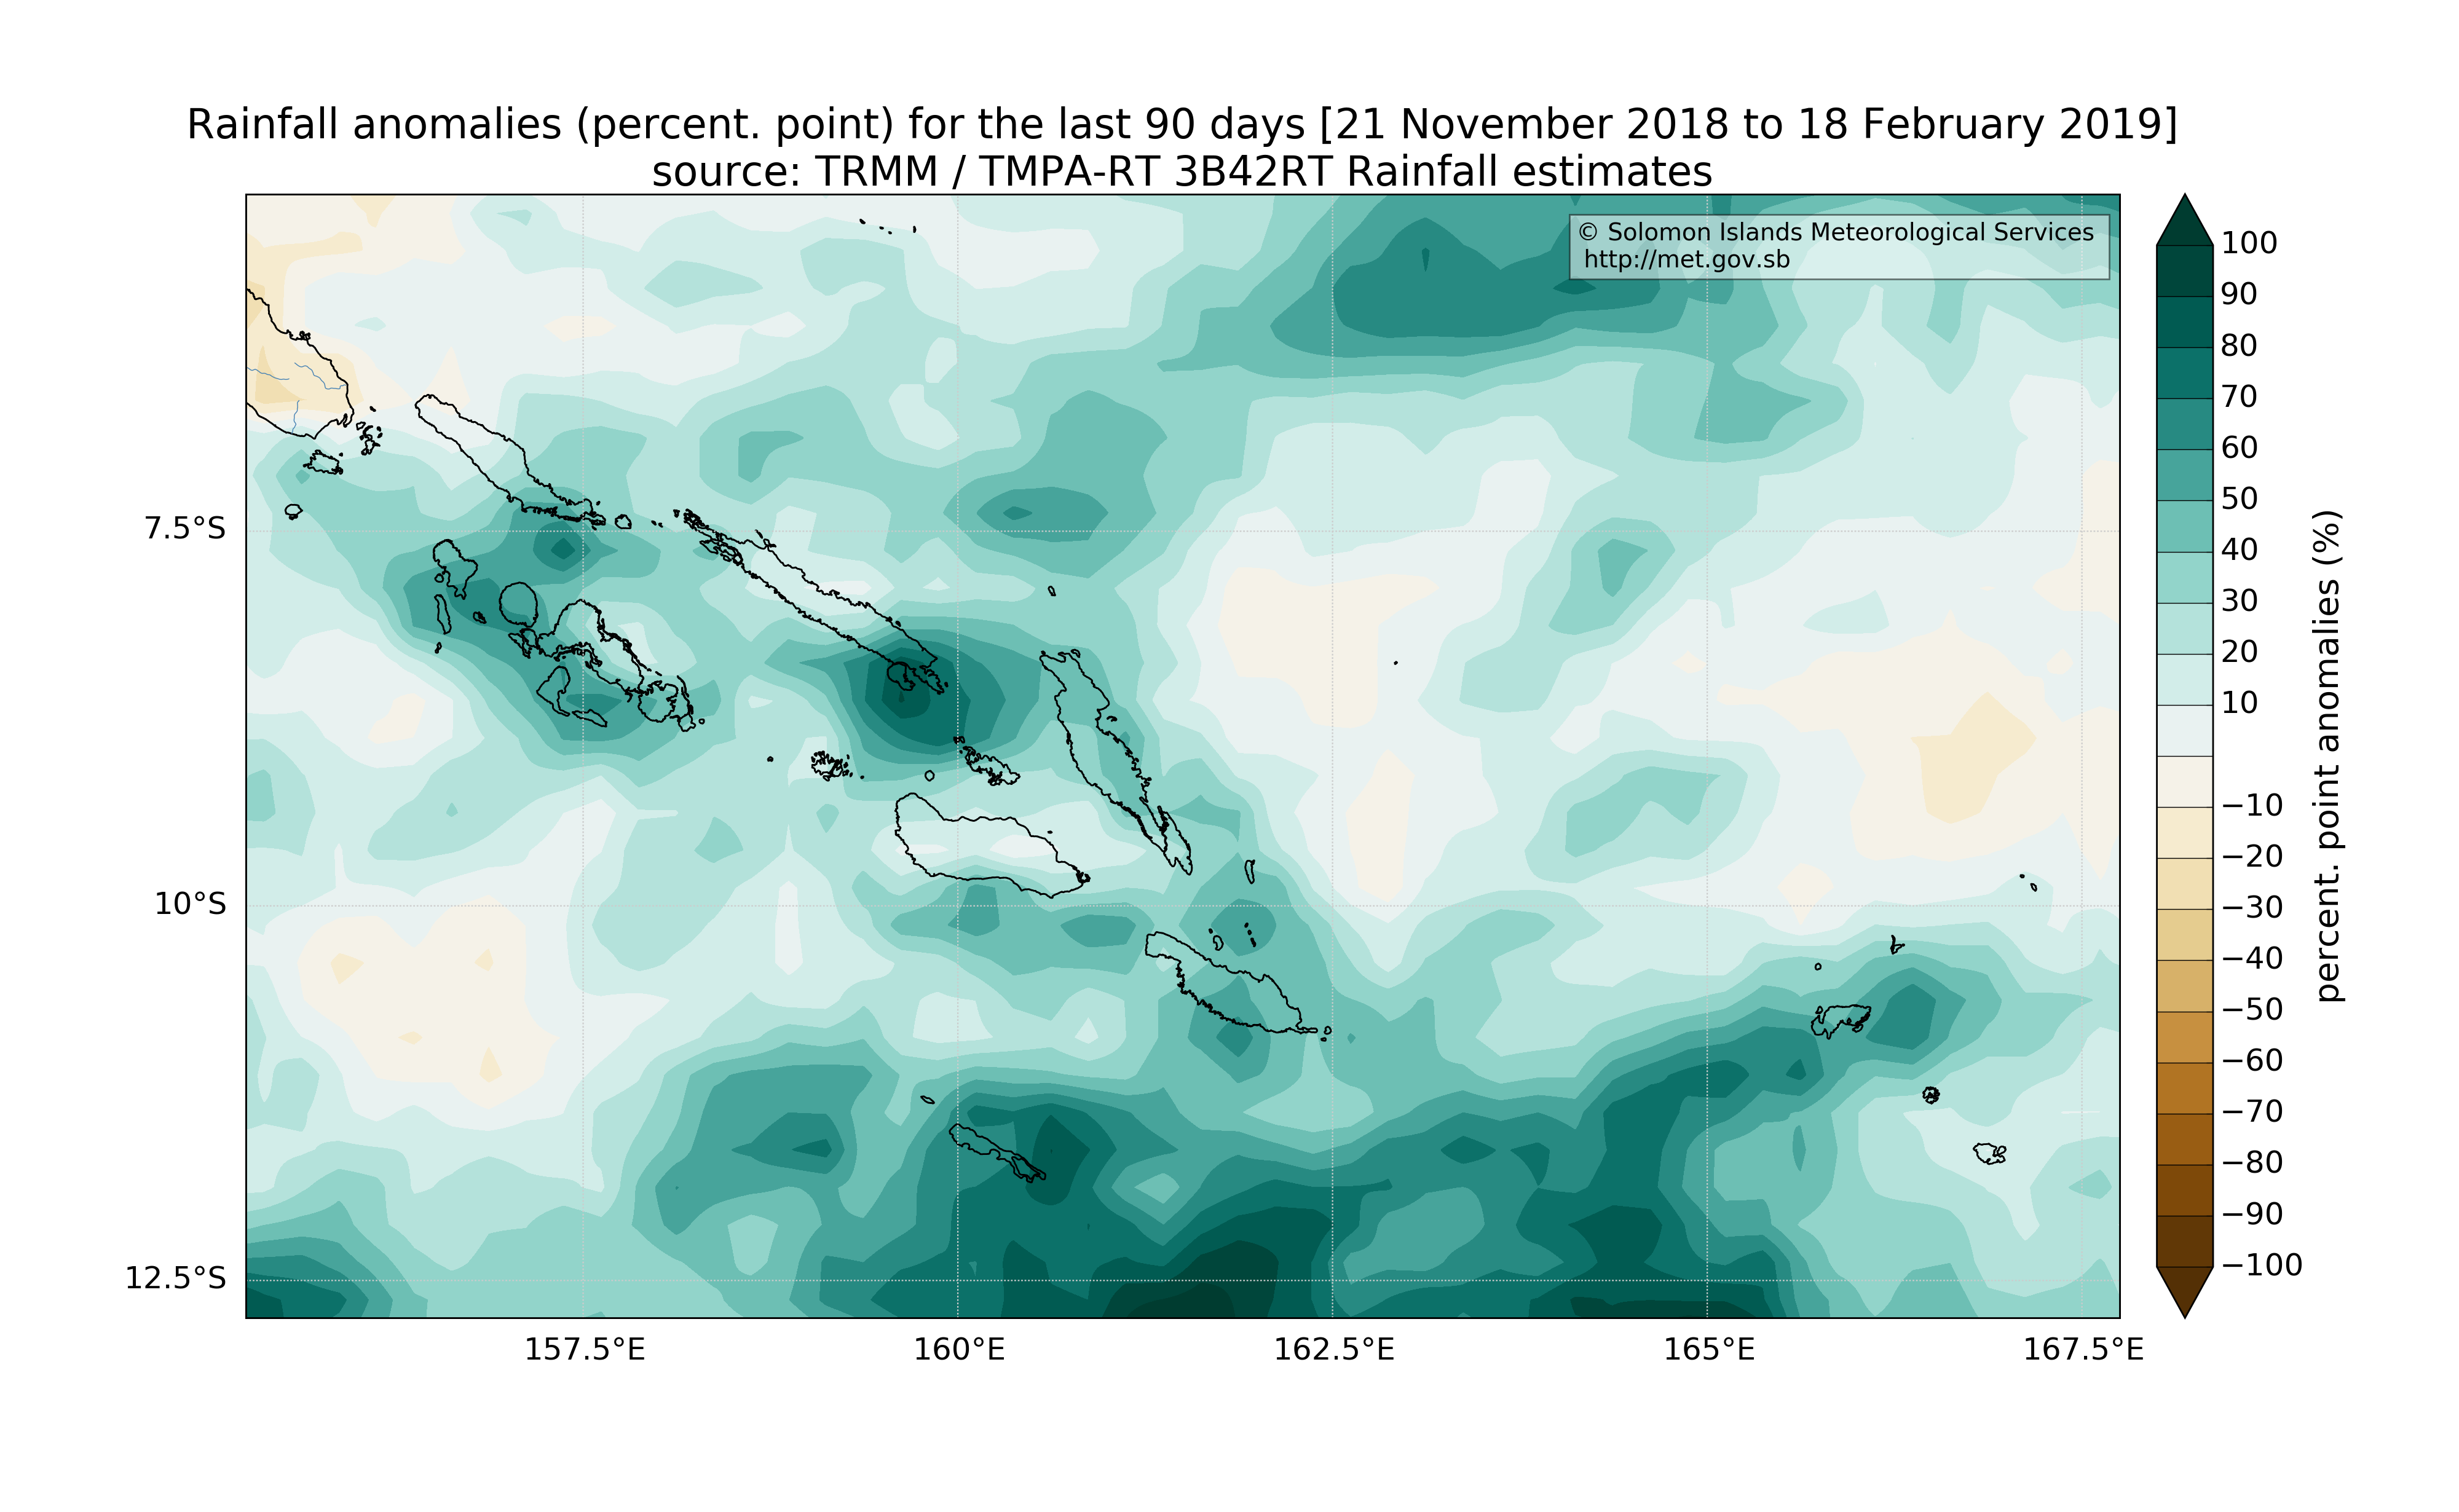 Rainfall anomalies (percent. point) for the last 90 days [21 November 2018 to 18 February 2019]
source: TRMM / TMPA-RT 3B42RT Rainfall estimates
© Solomon Islands Meteorological Services
http://met.gov.sb
7.5°S
10°S
12.5°S
157.5°E
160°E
162.5°E
165°E
167.5°E
100
90
80
70
60
50
40
30
20
10
−10
−20
−30
−40
−50
−60
−70
−80
−90
−100
percent. point anomalies (%)